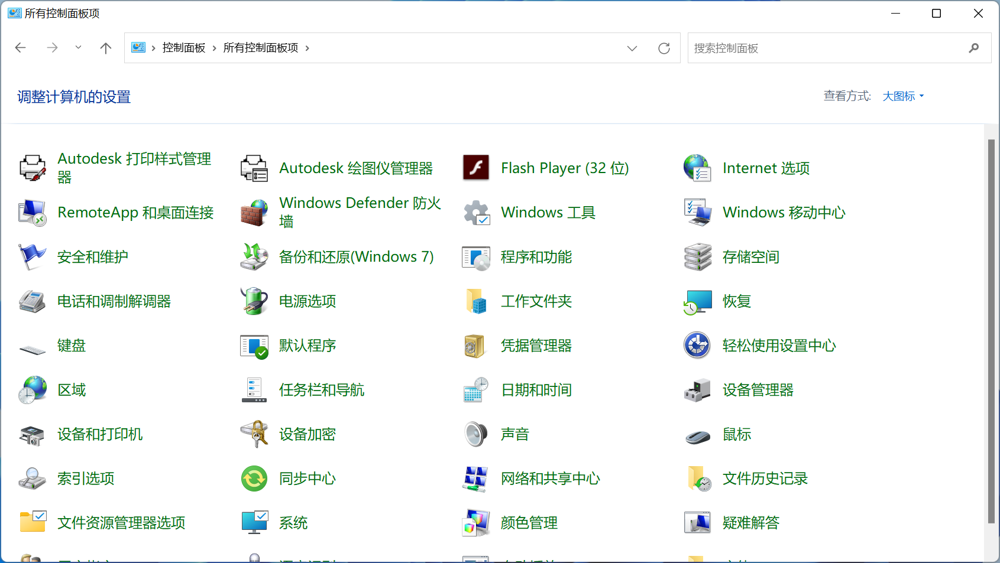 所有控制面板项
控制面板 所有控制面板项
搜索控制面板
调整计算机的设置
查看方式: 大图标
Autodesk 打印样式管理
器
Autodesk 绘图仪管理器
Flash Player (32 位)
Internet 选项
RemoteApp 和桌面连接
Windows Defender 防火
墙
Windows 工具
Windows 移动中心
安全和维护
备份和还原(Windows 7)
程序和功能
存储空间
电话和调制解调器
电源选项
工作文件夹
恢复
键盘
默认程序
凭据管理器
轻松使用设置中心
区域
任务栏和导航
日期和时间
设备管理器
设备和打印机
设备加密
声音
鼠标
索引选项
同步中心
网络和共享中心
文件历史记录
文件资源管理器选项
系统
颜色管理
疑难解答